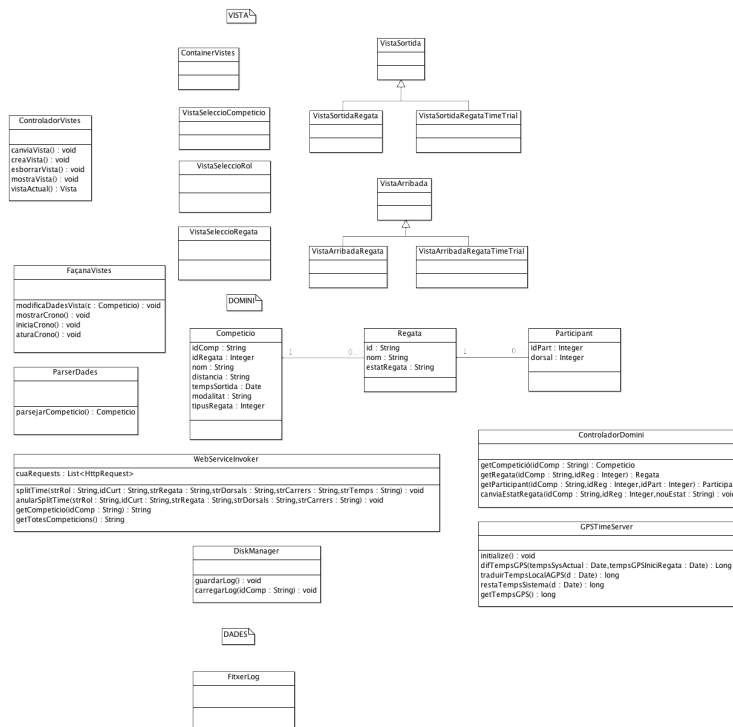 VISTA
ContainerVistes
VistaSortida
ControladorVistes
canviaVista() : void
creaVista() : void
esborrarVista() : void
mostraVista() : void
vistaActual() : Vista
VistaSeleccioCompeticio
VistaSortidaRegata
VistaSortidaRegataTimeTrial
VistaSeleccioRol
VistaArribada
VistaSeleccioRegata
VistaArribadaRegata
VistaArribadaRegataTimeTrial
FaçanaVistes
modificaDadesVista(c : Competicio) : void
mostrarCrono() : void
iniciaCrono() : void
aturaCrono() : void
DOMINI
Competicio
idComp : String
idRegata : Integer
nom : String
distancia : String
tempsSortida : Date
modalitat : String
tipusRegata : Integer
1
0..
Regata
id : String
nom : String
estatRegata : String
1
0..
Participant
idPart : Integer
dorsal : Integer
ParserDades
parsejarCompeticio() : Competicio
ControladorDomini
getCompetició(idComp : String) : Competicio
getRegata(idComp : String,idReg : Integer) : Regata
getParticipant(idComp : String,idReg : Integer,idPart : Integer) : Participa
canviaEstatRegata(idComp : String,idReg : Integer,nouEstat : String) : voi
WebServiceInvoker
cuaRequests : List<HttpRequest>
splitTime(strRol : String,idCurt : String,strRegata : String,strDorsals : String,strCarrers : String,strTemps : String) : void
anularSplitTime(strRol : String,idCurt : String,strRegata : String,strDorsals : String,strCarrers : String) : void
getCompeticio(idComp : String) : String
getTotesCompeticions() : String
GPSTimeServer
initialize() : void
difTempsGPS(tempsSysActual : Date,tempsGPSIniciRegata : Date) : Long
traduirTempsLocalAGPS(d : Date) : long
restaTempsSistema(d : Date) : long
getTempsGPS() : long
DiskManager
guardarLog() : void
carregarLog(idComp : String) : void
DADES
FitxerLog